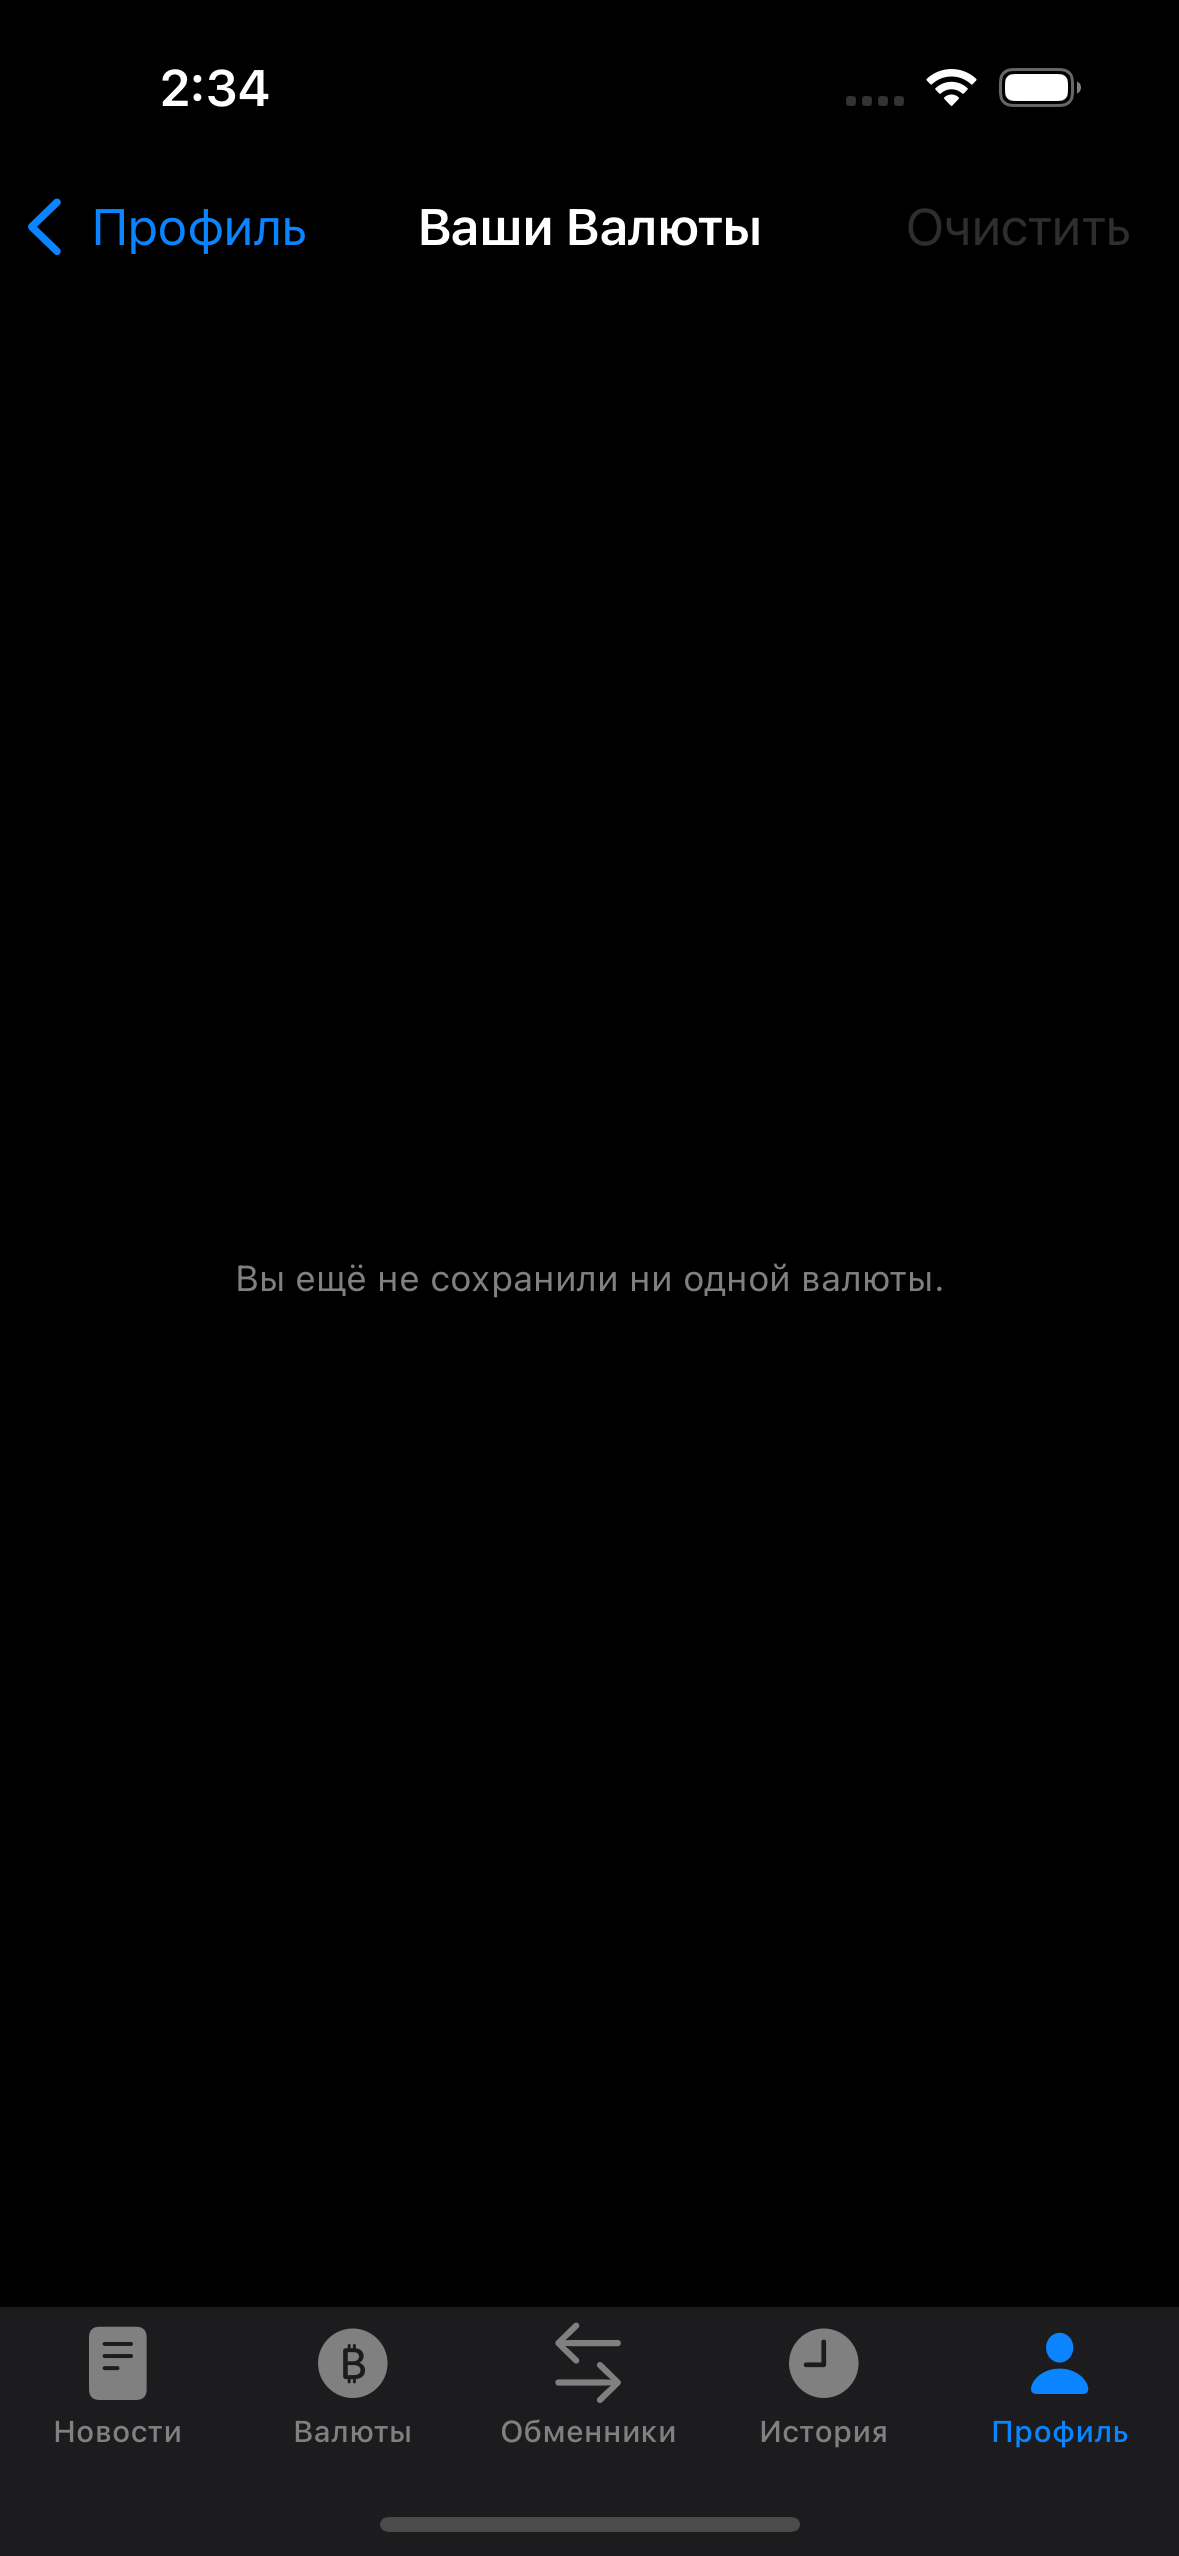 2:34
Профиль
Ваши Валюты
Очистить
Вы ещё не сохранили ни одной валюты.
Новости
Валюты
Обменники
История
Профиль